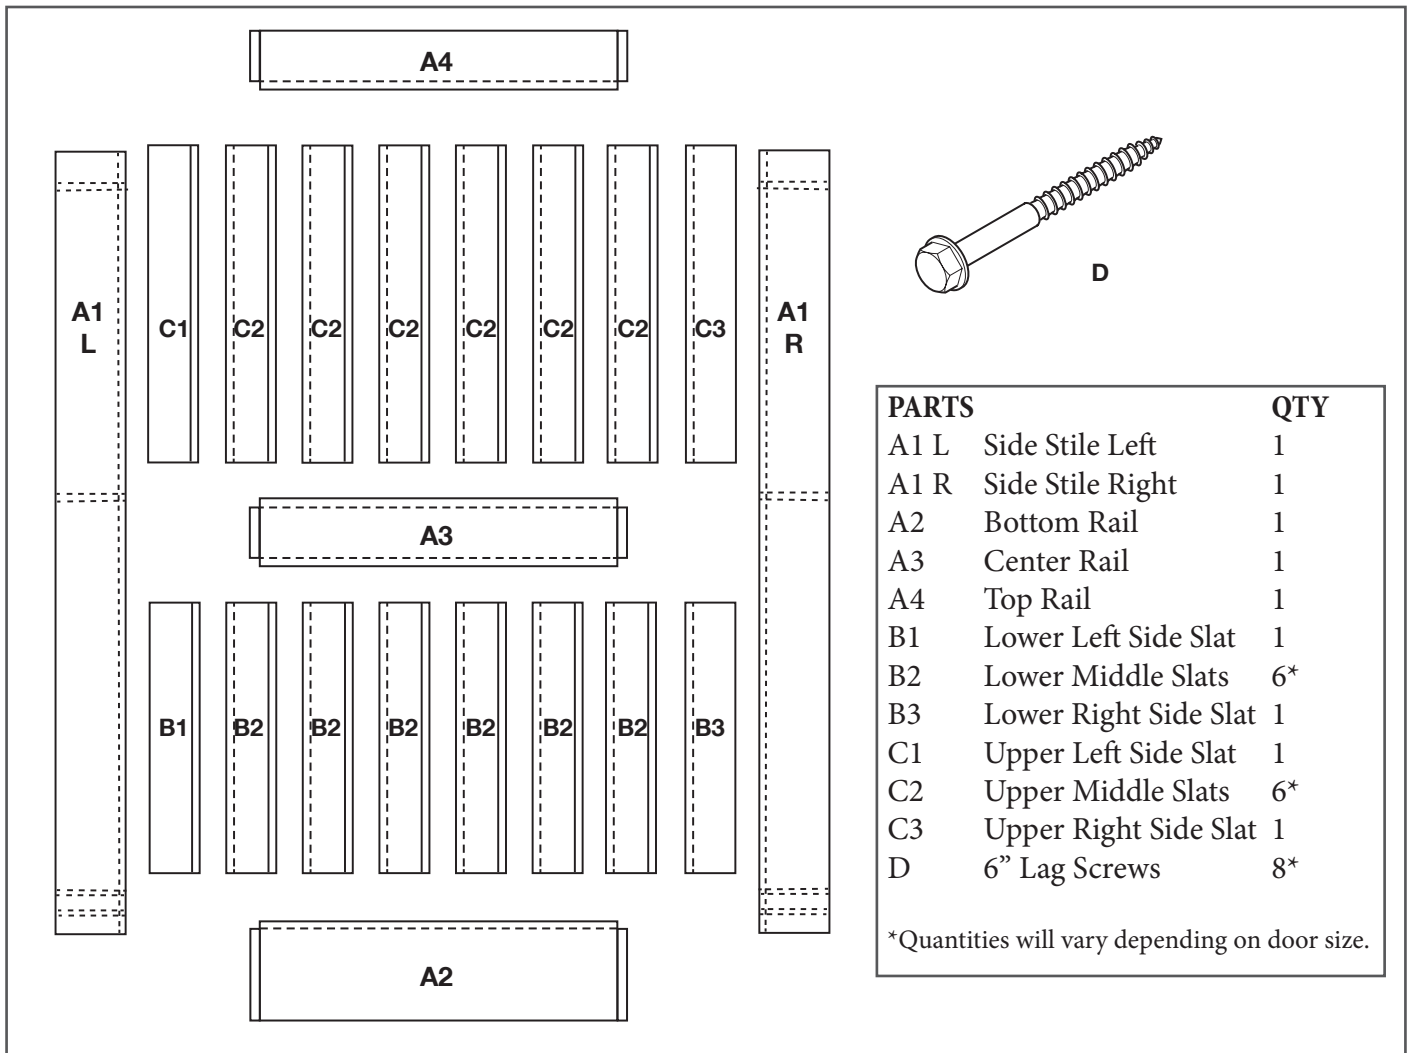 A4
A1
L
C1 C2 C2 C2 C2 C2 C2 C3
A1
R
D
A3
B1 B2 B2 B2 B2 B2 B2 B3
A2
PARTS QTY
A1 L Side Stile Left 1
A1 R Side Stile Right 1
A2 Bottom Rail 1
A3 Center Rail 1
A4 Top Rail 1
B1 Lower Left Side Slat 1
B2 Lower Middle Slats 6*
B3 Lower Right Side Slat 1
C1 Upper Left Side Slat 1
C2 Upper Middle Slats 6*
C3 Upper Right Side Slat 1
D 6” Lag Screws 8*
*Quantities will vary depending on door size.